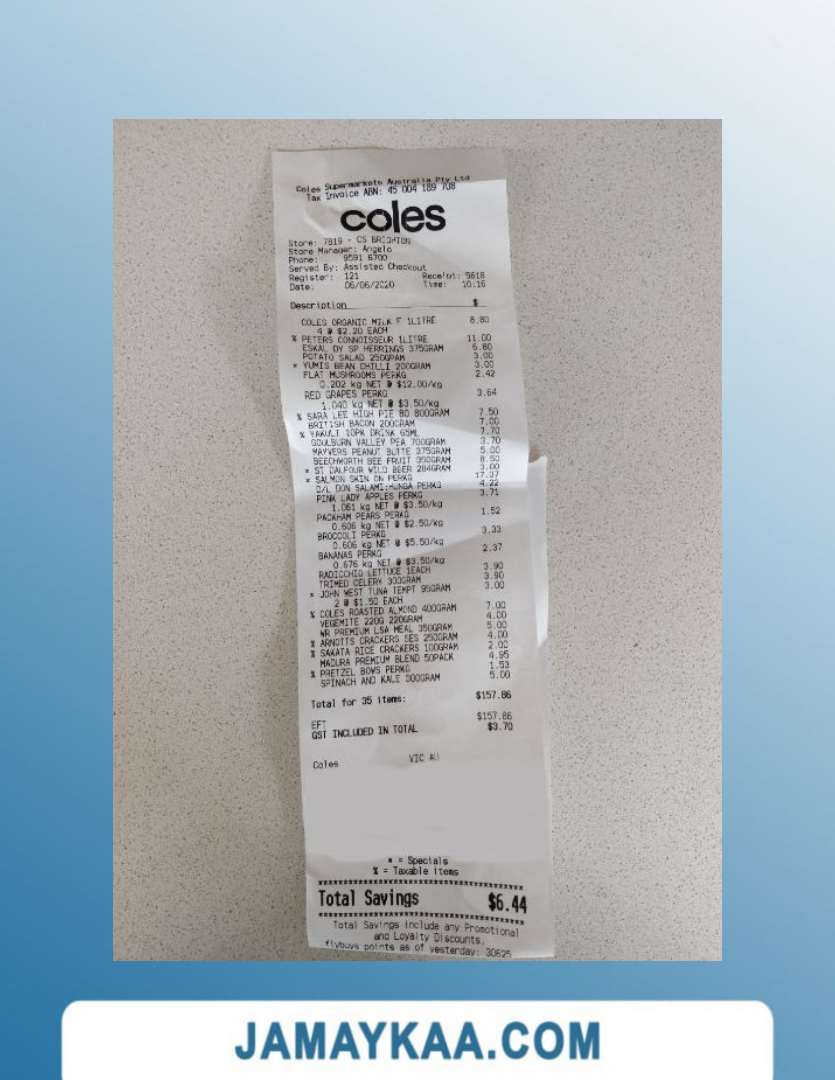 Coles Supermarkets Australia Pty Ltd
Tax Invoice ABN: 45 004 189 708
coles
Store: 7819 - CS BRIGHTON
Store Manager: Angelo
Phone: 9591 6700
Served By: Assisted Checkout
Register: 121 Receipt: 5618
Date: 06/06/2020 Time: 10:16
Description $
COLES ORGANIC MILK F 1LITRE 8.80
4 @ $2.20 EACH
% PETERS CONNOISSEUR 1LITRE 11.00
ESKAL DY SP HERRINGS 375GRAM 6.80
POTATO SALAD 250GRAM 3.00
* YUMIS BEAN CHILLI 200GRAM 3.00
FLAT MUSHROOMS PERKG 2.42
0.202 kg NET @ $12.00/kg
RED GRAPES PERKG 3.64
1.040 kg NET @ $3.50/kg
% SARA LEE HIGH PIE BD 800GRAM 7.50
BRITISH BACON 200GRAM 7.00
% YAKULT 10PK DRINK 65ML 7.70
GOULBURN VALLEY PEA 700GRAM 3.70
MAYVERS PEANUT BUTTE 375GRAM 5.00
BEECHWORTH BEE FRUIT 350GRAM 8.50
* ST DALFOUR WILD BBER 284GRAM 3.00
* SALMON SKIN ON PERKG
D/L DON SALAMI:HUNGA PERKG 4.22
PINK LADY APPLES PERKG 3.71
1.061 kg NET @ $3.50/kg
PACKHAM PEARS PERKG 1.52
0.606 kg NET @ $2.50/kg
BROCCOLI PERKG 3.33
0.606 kg NET @ $5.50/kg
BANANAS PERKG 2.37
0.676 kg NET @ $3.50/kg
RADICCHIO LETTUCE 1EACH 3.90
TRIMED CELERY 300GRAM 3.90
* JOHN WEST TUNA TEMPT 95GRAM 3.00
2 @ $1.50 EACH
% COLES ROASTED ALMOND 400GRAM 7.00
VEGEMITE 220G 220GRAM 4.00
WR PREMIUM LSA MEAL 350GRAM 5.00
% ARNOTTS CRACKERS SES 250GRAM 4.00
% SAKATA RICE CRACKERS 100GRAM 2.00
MADURA PREMIUM BLEND 50PACK 4.95
% PRETZEL BOWS PERKG 1.53
SPINACH AND KALE 300GRAM 5.00
Total for 35 items: $157.86
EFT $157.86
GST INCLUDED IN TOTAL $3.70
Coles VIC AU
* = Specials
% = Taxable items
Total Savings $6.44
Total Savings include any Promotional
and Loyalty Discounts.
flybuys points as of yesterday: 30625
JAMAYKAA.COM